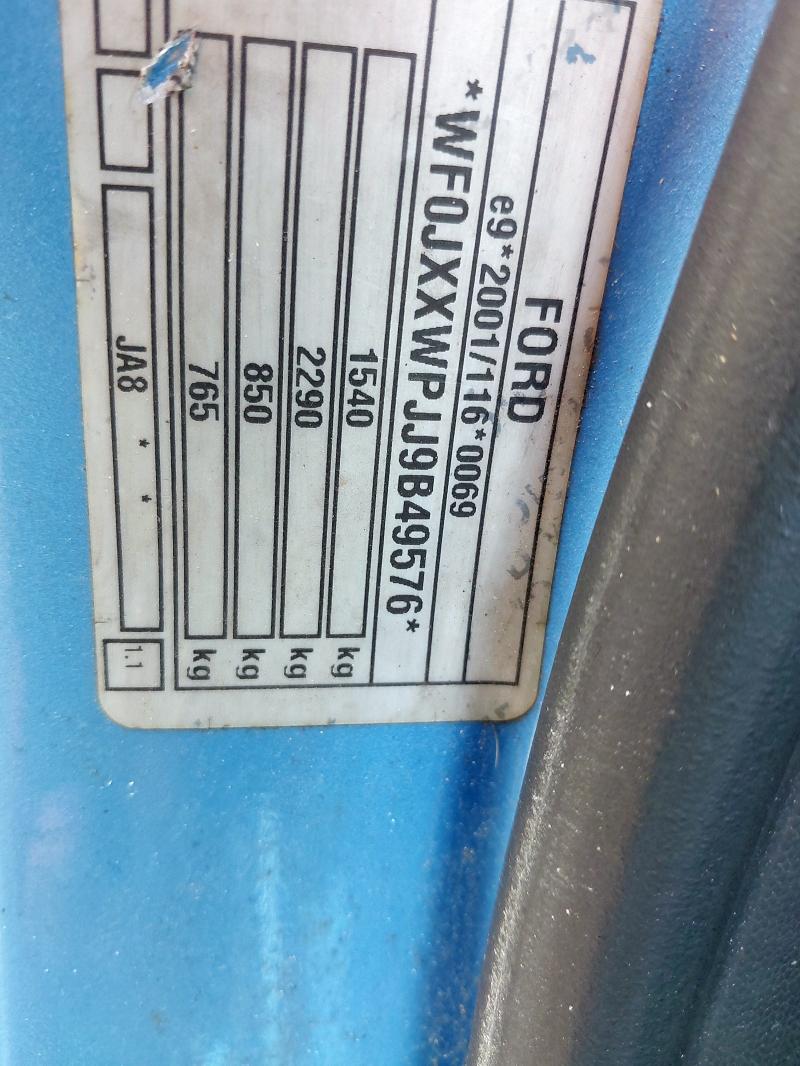 FORD
e9*2001/116*0069
*WF0JXXWPJJ9B49576*
1540 kg
2290 kg
850 kg
765 kg
JA8 * *
1.1